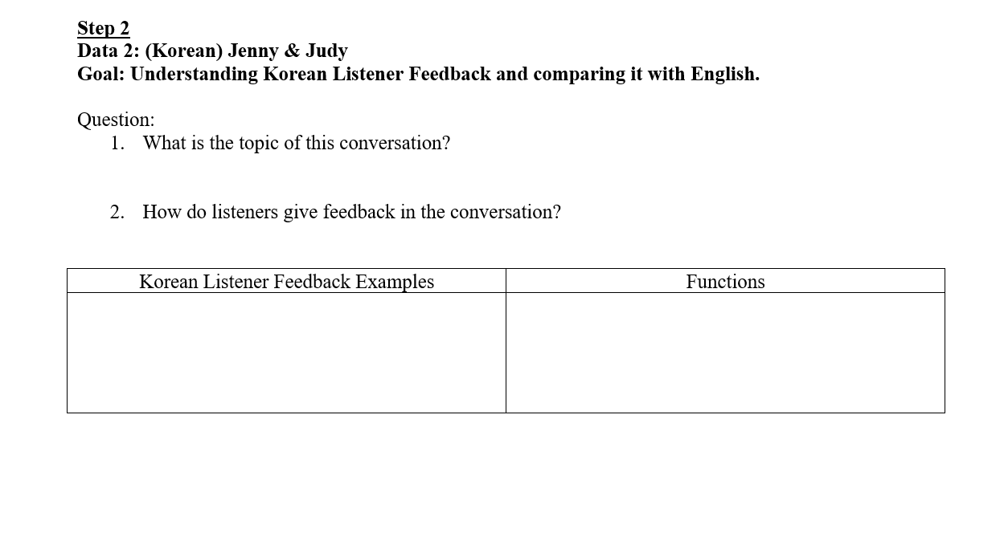 Step 2
Data 2: (Korean) Jenny & Judy
Goal: Understanding Korean Listener Feedback and comparing it with English.
Question:
1. What is the topic of this conversation?
2. How do listeners give feedback in the conversation?
Korean Listener Feedback Examples
Functions